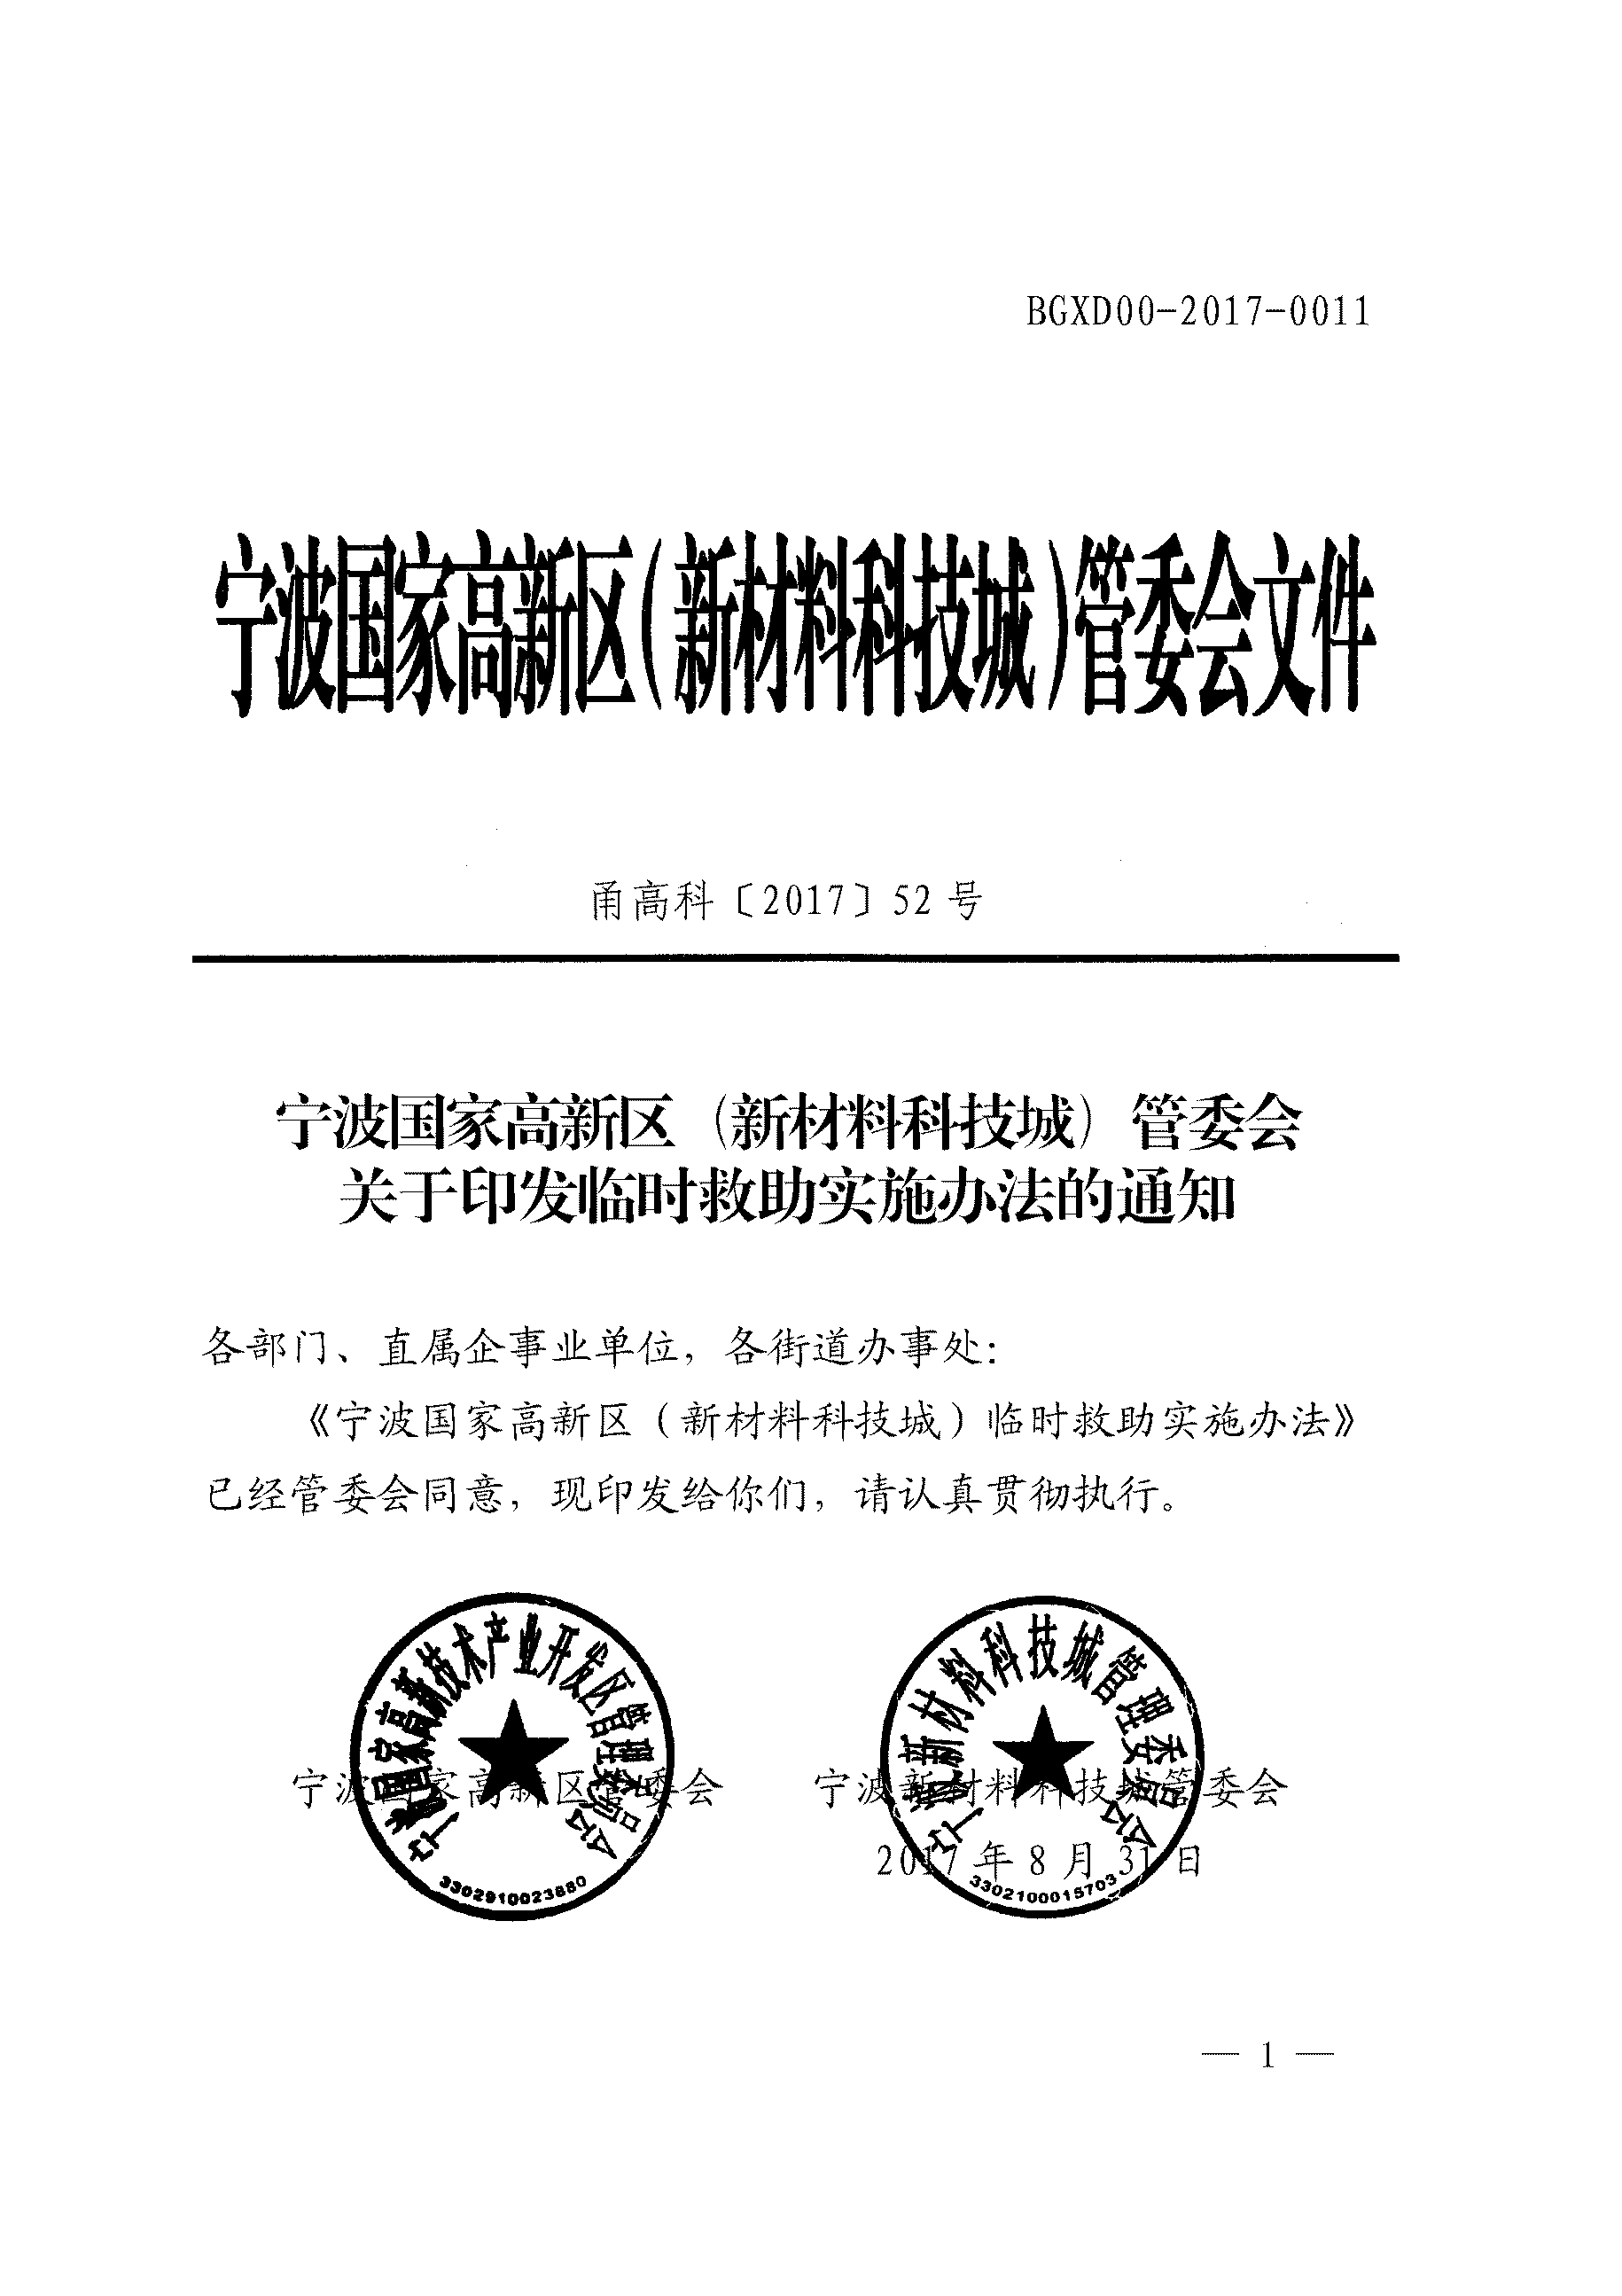 BGXD00-2017-0011
宁波国家高新区(新材料科技城)管委会文件
甬高科〔2017〕52号
宁波国家高新区（新材料科技城）管委会
关于印发临时救助实施办法的通知
各部门、直属企事业单位，各街道办事处：
《宁波国家高新区（新材料科技城）临时救助实施办法》
已经管委会同意，现印发给你们，请认真贯彻执行。
宁波国家高新技术产业开发区管理委员会
3302910023880
宁波新材料科技城管理委员会
3302100015703
宁波国家高新区管委会 宁波新材料科技城管委会
2017年8月31日
— 1 —